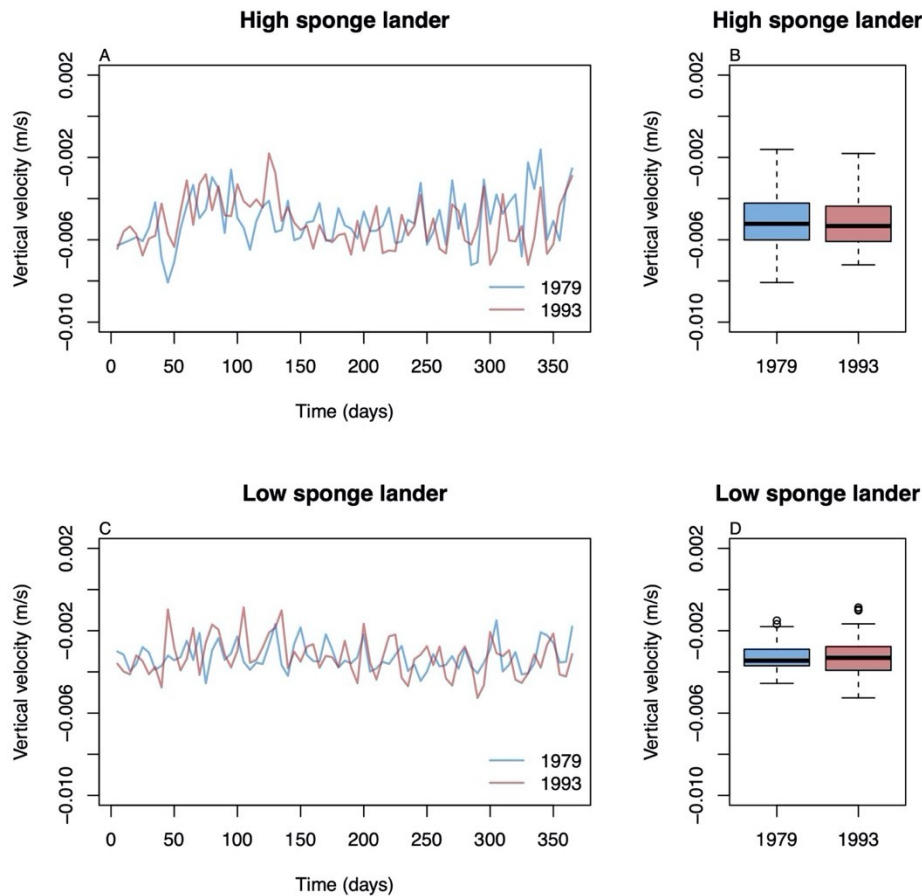 High sponge lander
A
Vertical velocity (m/s)
0.002
-0.002
-0.006
-0.010
1979
1993
0 50 100 150 200 250 300 350
Time (days)
High sponge lander
B
Vertical velocity (m/s)
0.002
-0.002
-0.006
-0.010
1979 1993
Low sponge lander
C
Vertical velocity (m/s)
0.002
-0.002
-0.006
-0.010
1979
1993
0 50 100 150 200 250 300 350
Time (days)
Low sponge lander
D
Vertical velocity (m/s)
0.002
-0.002
-0.006
-0.010
1979 1993